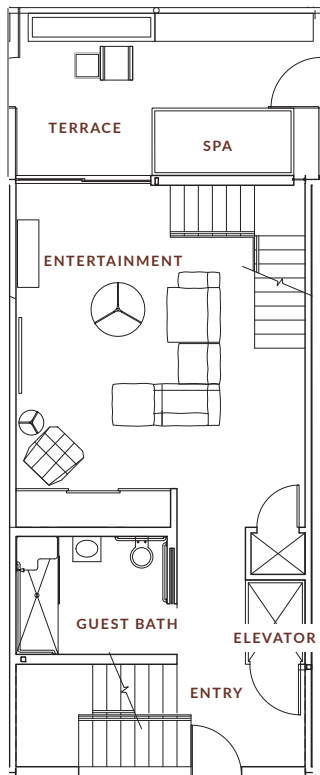 TERRACE
SPA
ENTERTAINMENT
GUEST BATH
ELEVATOR
ENTRY